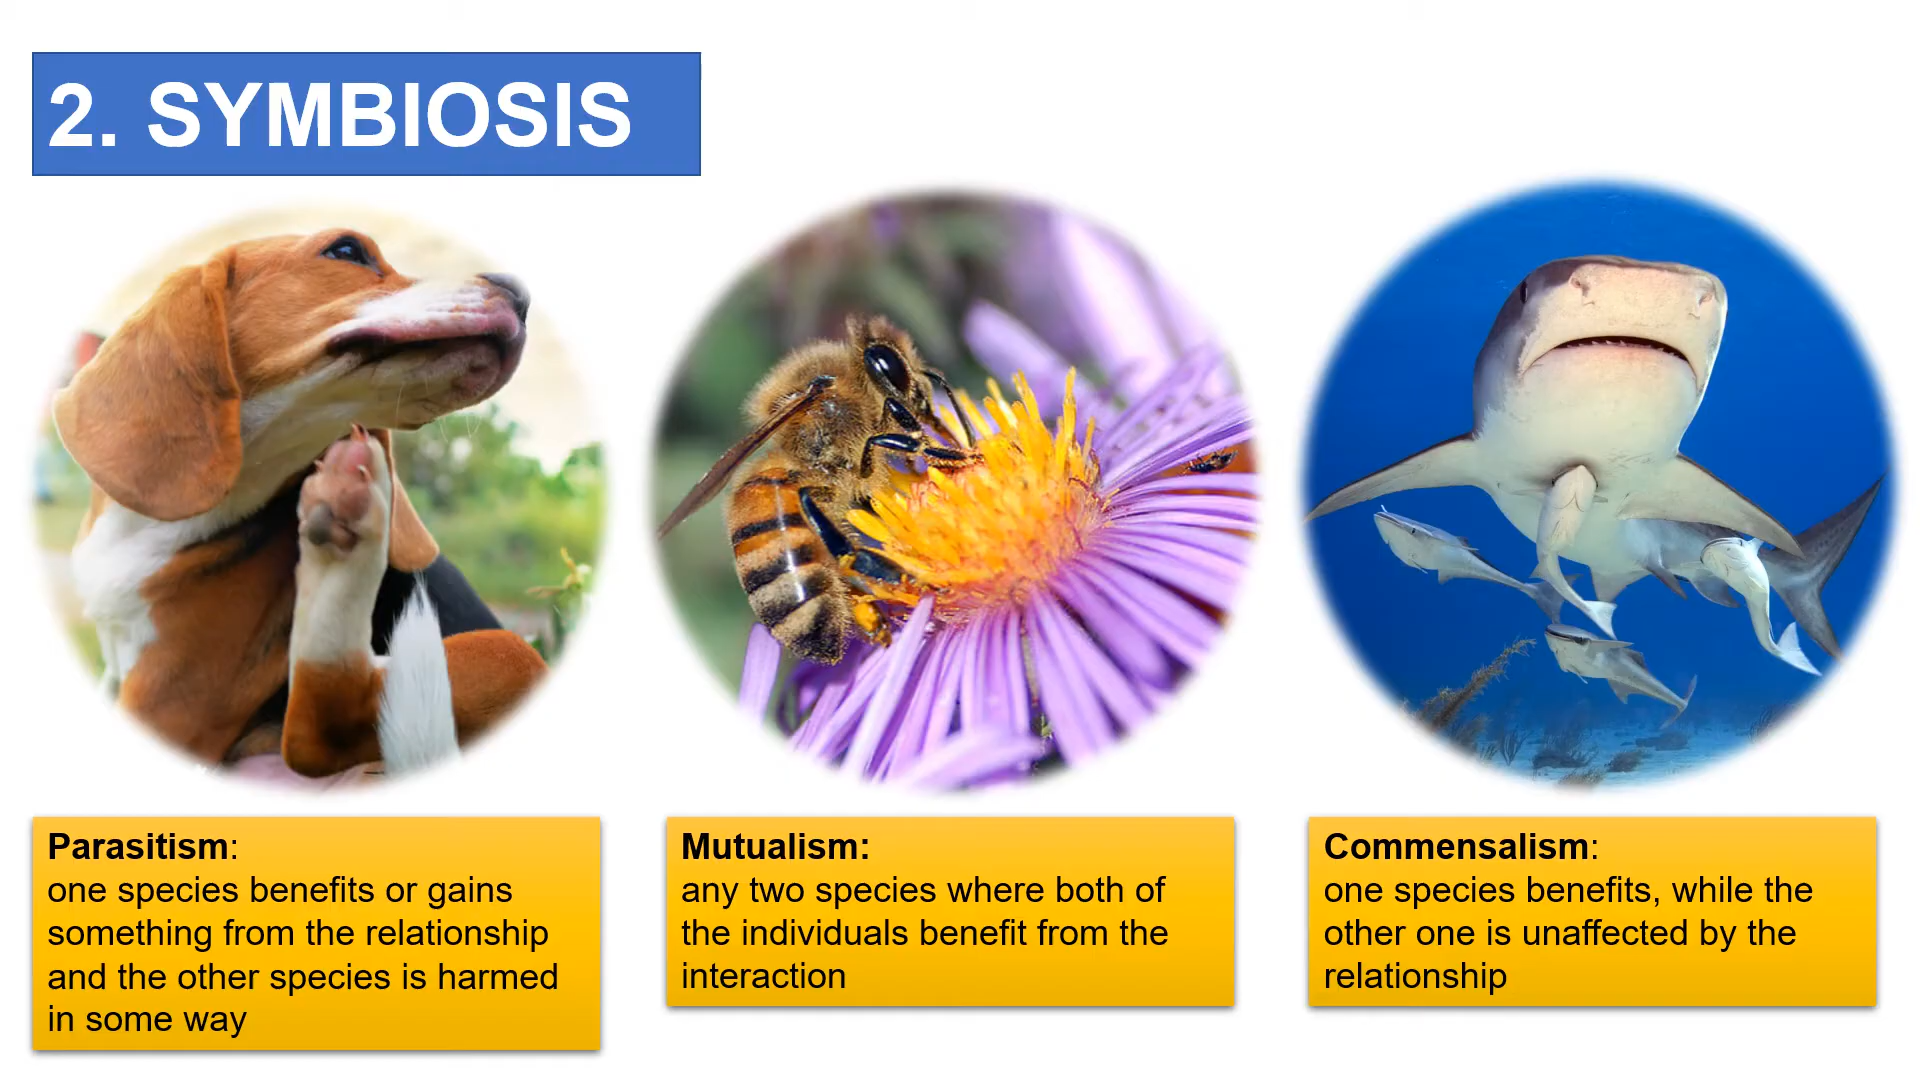 2. SYMBIOSIS
Parasitism:
one species benefits or gains
something from the relationship
and the other species is harmed
in some way
Mutualism:
any two species where both of
the individuals benefit from the
interaction
Commensalism:
one species benefits, while the
other one is unaffected by the
relationship